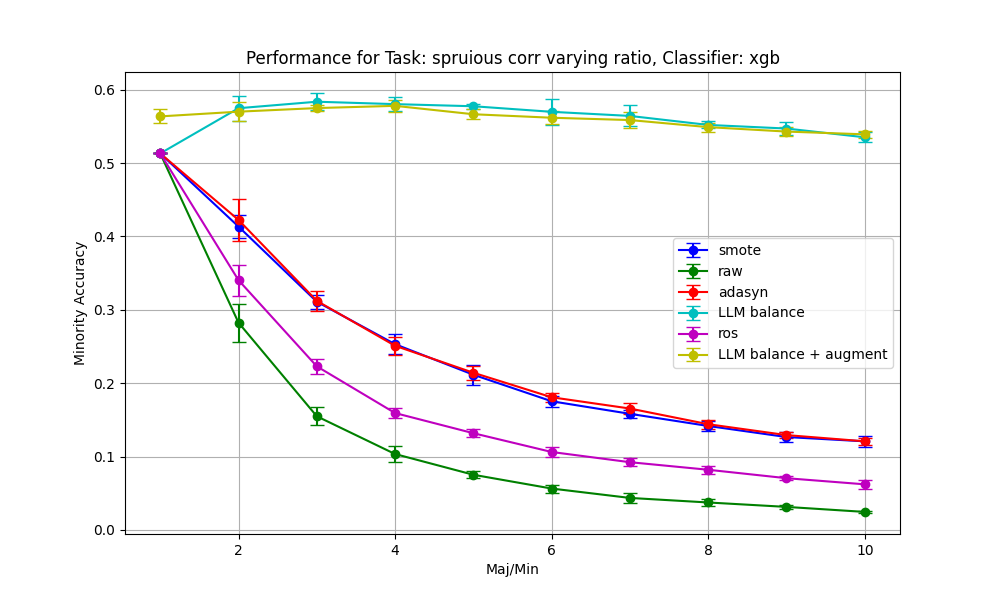 Performance for Task: spruious corr varying ratio, Classifier: xgb
Minority Accuracy
0.6
0.5
0.4
0.3
0.2
0.1
0.0
smote
raw
adasyn
LLM balance
ros
LLM balance + augment
2 4 6 8 10
Maj/Min